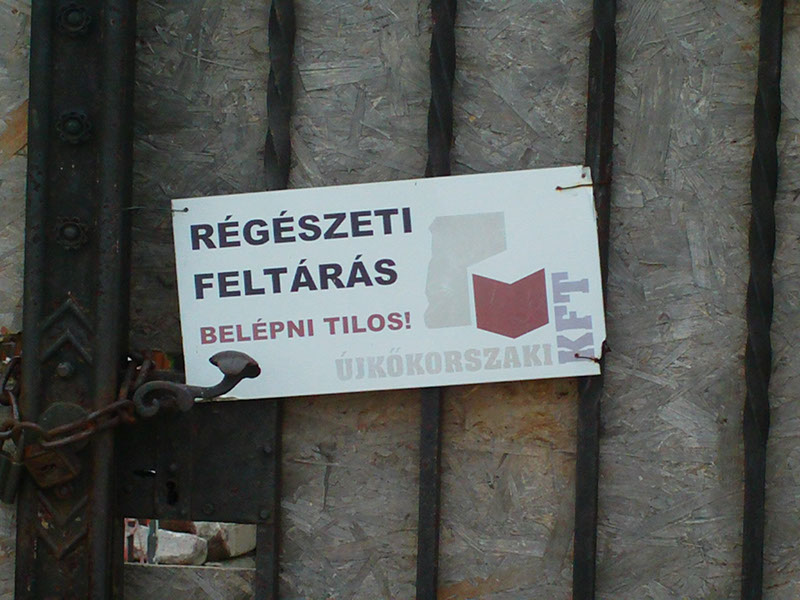 RÉGÉSZETI
FELTÁRÁS
BELÉPNI TILOS!
ÚJKŐKORSZAKI
KFT